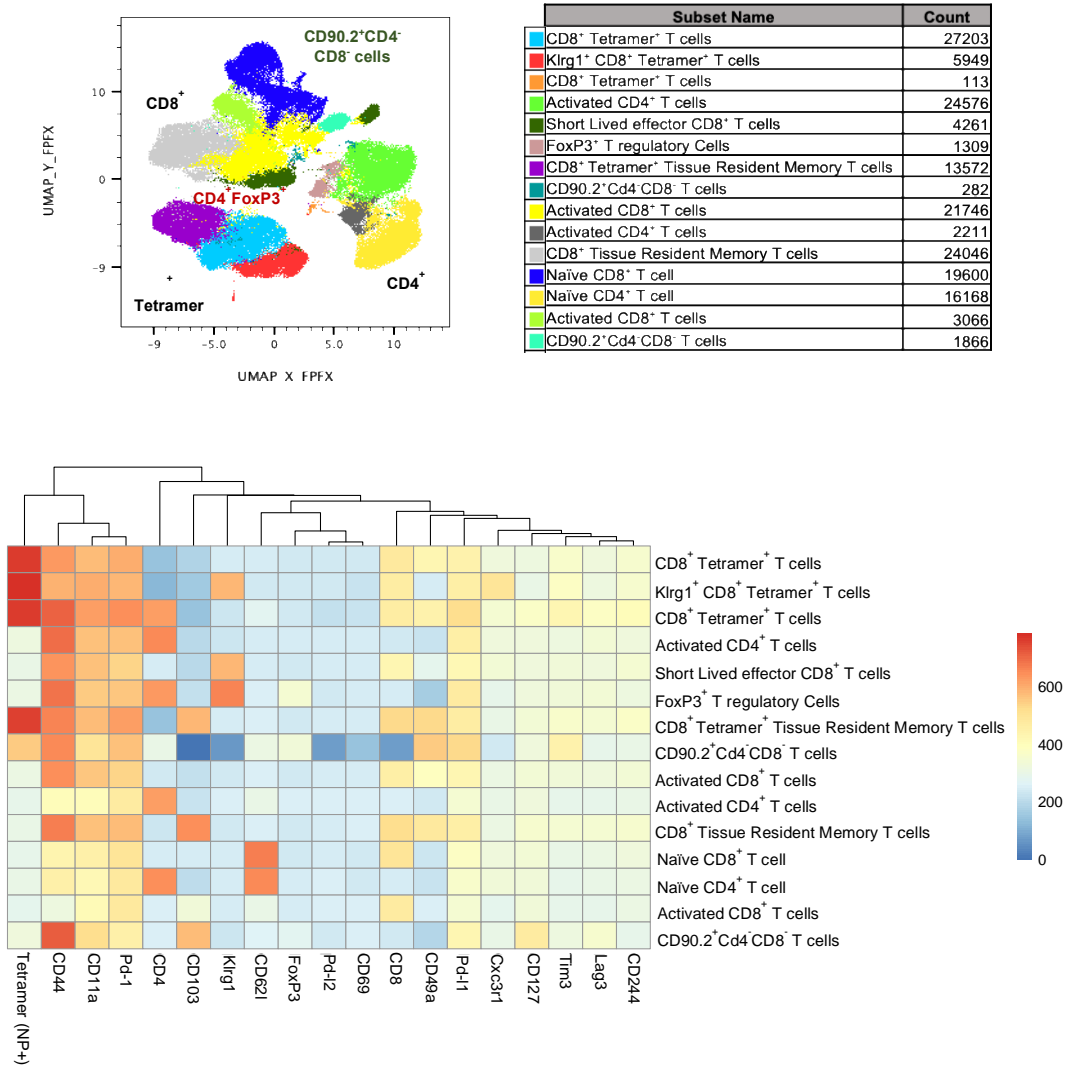 CD90.2⁺CD4⁻
CD8⁻ cells
CD8⁺
CD4⁺FoxP3⁺
Tetramer⁺
CD4⁺
UMAP_Y_FPFX
10
0
-9
-9
-5.0
0
5.0
10
UMAP_X_FPFX
Subset Name Count
CD8⁺ Tetramer⁺ T cells 27203
Klrg1⁺ CD8⁺ Tetramer⁺ T cells 5949
CD8⁺ Tetramer⁺ T cells 113
Activated CD4⁺ T cells 24576
Short Lived effector CD8⁺ T cells 4261
FoxP3⁺ T regulatory Cells 1309
CD8⁺ Tetramer⁺ Tissue Resident Memory T cells 13572
CD90.2⁺Cd4⁻CD8⁻ T cells 282
Activated CD8⁺ T cells 21746
Activated CD4⁺ T cells 2211
CD8⁺ Tissue Resident Memory T cells 24046
Naïve CD8⁺ T cell 19600
Naïve CD4⁺ T cell 16168
Activated CD8⁺ T cells 3066
CD90.2⁺Cd4⁻CD8⁻ T cells 1866
CD8⁺ Tetramer⁺ T cells
Klrg1⁺ CD8⁺ Tetramer⁺ T cells
CD8⁺ Tetramer⁺ T cells
Activated CD4⁺ T cells
Short Lived effector CD8⁺ T cells
FoxP3⁺ T regulatory Cells
CD8⁺ Tetramer⁺ Tissue Resident Memory T cells
CD90.2⁺Cd4⁻CD8⁻ T cells
Activated CD8⁺ T cells
Activated CD4⁺ T cells
CD8⁺ Tissue Resident Memory T cells
Naïve CD8⁺ T cell
Naïve CD4⁺ T cell
Activated CD8⁺ T cells
CD90.2⁺Cd4⁻CD8⁻ T cells
600
400
200
0
Tetramer (NP+)
CD44
CD11a
Pd-1
CD4
CD103
Klrg1
CD62l
FoxP3
Pd-l2
CD69
CD8
CD49a
Pd-l1
Cxc3r1
CD127
Tim3
Lag3
CD244